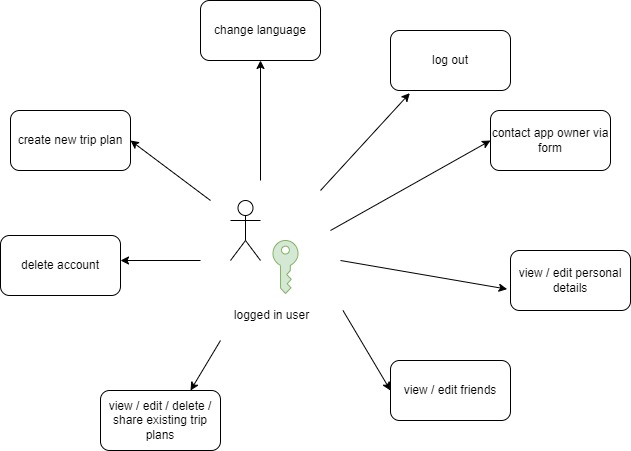 change language
log out
create new trip plan
contact app owner via
form
delete account
view / edit personal
details
logged in user
view / edit friends
view / edit / delete /
share existing trip
plans